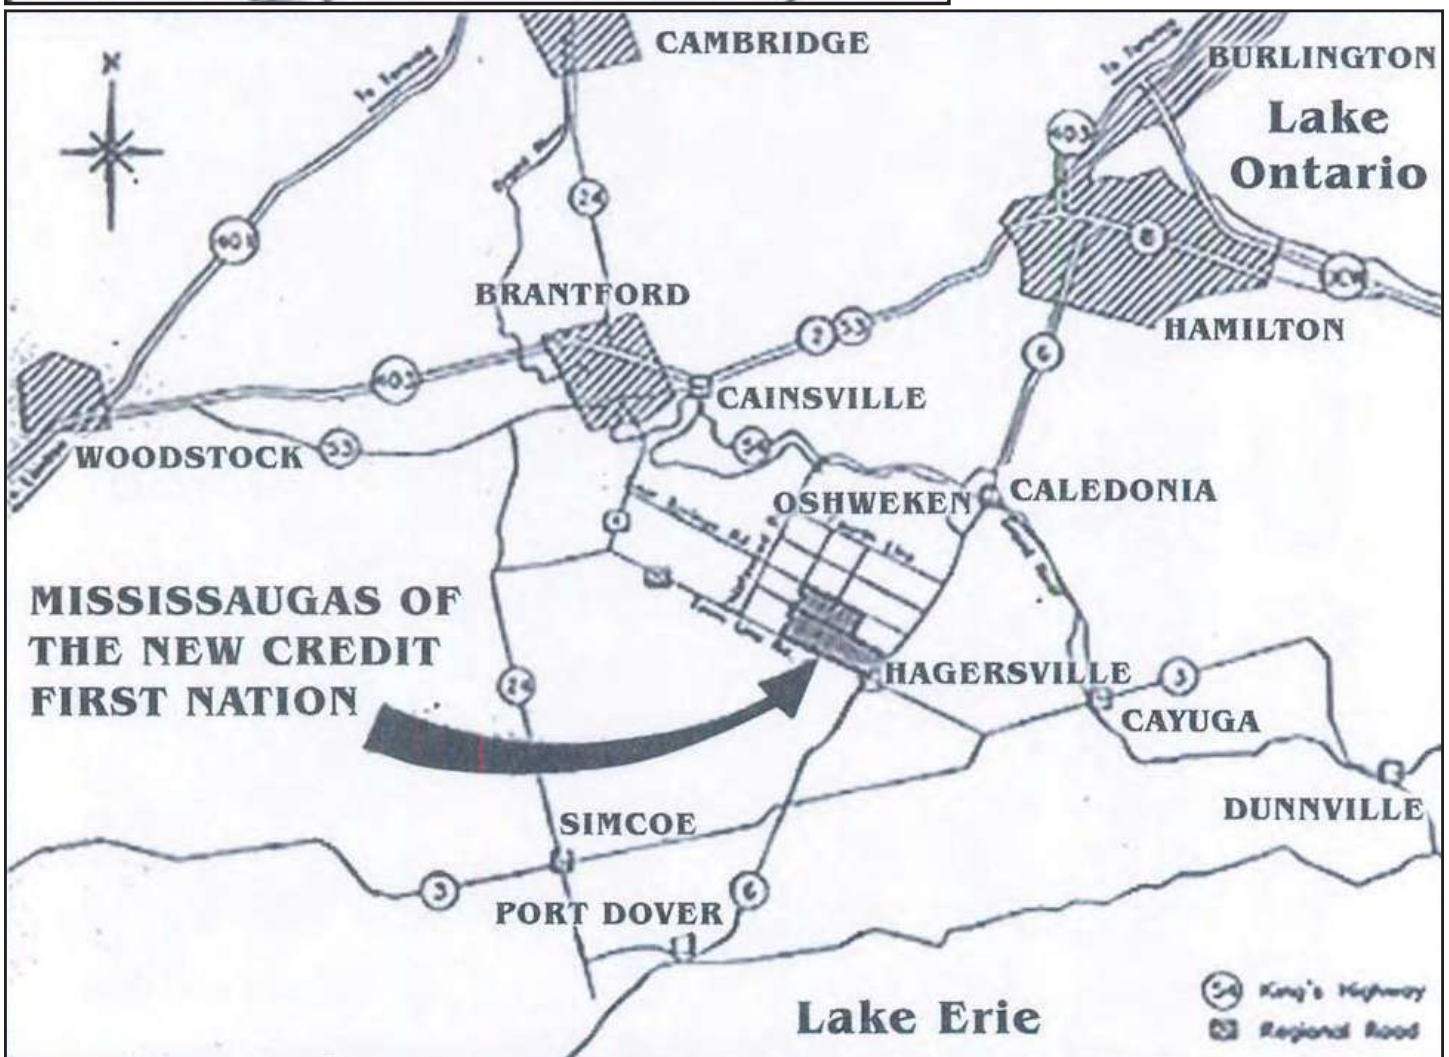 CAMBRIDGE
BURLINGTON
Lake
Ontario
403
24
401
8
BRANTFORD
2
53
HAMILTON
6
403
CAINSVILLE
WOODSTOCK
53
54
OSHWEKEN
CALEDONIA
MISSISSAUGAS OF
THE NEW CREDIT
FIRST NATION
24
HAGERSVILLE
3
CAYUGA
DUNNVILLE
SIMCOE
3
6
PORT DOVER
Lake Erie
54 King's Highway
Regional Road